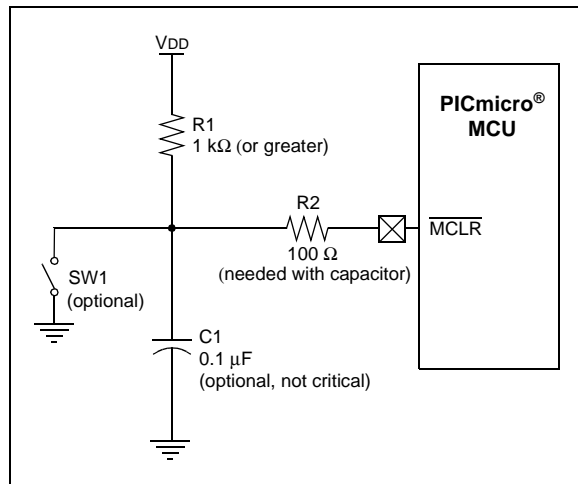 VDD
PICmicro®
MCU
R1
1 kΩ (or greater)
R2
MCLR
100 Ω
(needed with capacitor)
SW1
(optional)
C1
0.1 μF
(optional, not critical)